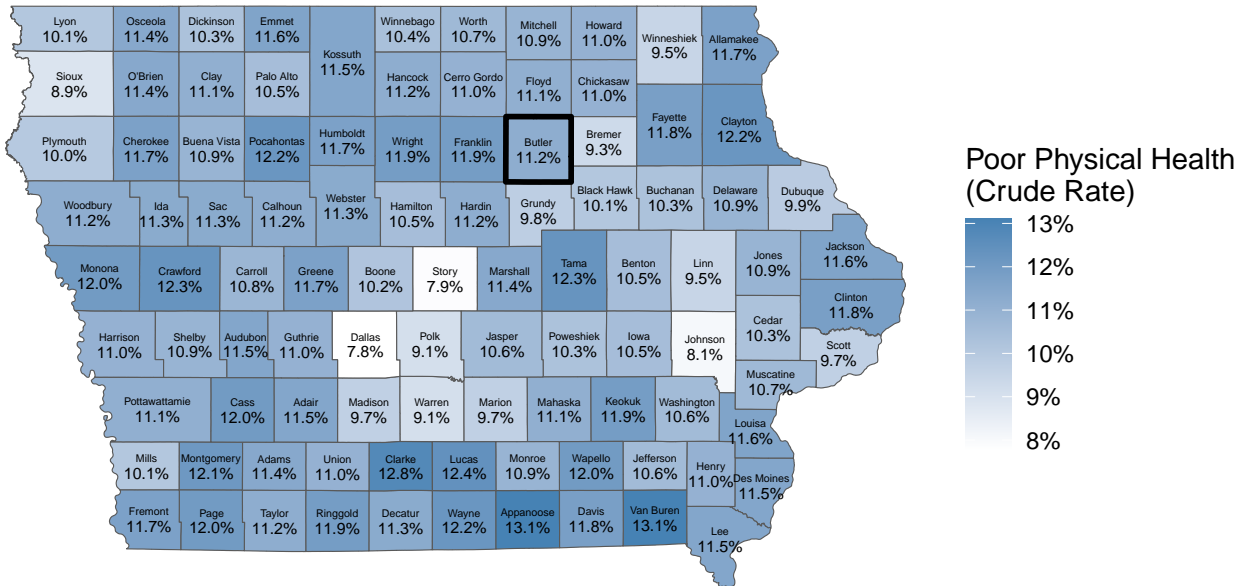 Lyon
10.1%
Osceola
11.4%
Dickinson
10.3%
Emmet
11.6%
Kossuth
11.5%
Winnebago
10.4%
Worth
10.7%
Mitchell
10.9%
Howard
11.0%
Winneshiek
9.5%
Allamakee
11.7%
Sioux
8.9%
O'Brien
11.4%
Clay
11.1%
Palo Alto
10.5%
Hancock
11.2%
Cerro Gordo
11.0%
Floyd
11.1%
Chickasaw
11.0%
Plymouth
10.0%
Cherokee
11.7%
Buena Vista
10.9%
Pocahontas
12.2%
Humboldt
11.7%
Wright
11.9%
Franklin
11.9%
Butler
11.2%
Bremer
9.3%
Fayette
11.8%
Clayton
12.2%
Woodbury
11.2%
Ida
11.3%
Sac
11.3%
Calhoun
11.2%
Webster
11.3%
Hamilton
10.5%
Hardin
11.2%
Grundy
9.8%
Black Hawk
10.1%
Buchanan
10.3%
Delaware
10.9%
Dubuque
9.9%
Monona
12.0%
Crawford
12.3%
Carroll
10.8%
Greene
11.7%
Boone
10.2%
Story
7.9%
Marshall
11.4%
Tama
12.3%
Benton
10.5%
Linn
9.5%
Jones
10.9%
Jackson
11.6%
Clinton
11.8%
Harrison
11.0%
Shelby
10.9%
Audubon
11.5%
Guthrie
11.0%
Dallas
7.8%
Polk
9.1%
Jasper
10.6%
Poweshiek
10.3%
Iowa
10.5%
Johnson
8.1%
Cedar
10.3%
Scott
9.7%
Muscatine
10.7%
Pottawattamie
11.1%
Cass
12.0%
Adair
11.5%
Madison
9.7%
Warren
9.1%
Marion
9.7%
Mahaska
11.1%
Keokuk
11.9%
Washington
10.6%
Louisa
11.6%
Mills
10.1%
Montgomery
12.1%
Adams
11.4%
Union
11.0%
Clarke
12.8%
Lucas
12.4%
Monroe
10.9%
Wapello
12.0%
Jefferson
10.6%
Henry
11.0%
Des Moines
11.5%
Fremont
11.7%
Page
12.0%
Taylor
11.2%
Ringgold
11.9%
Decatur
11.3%
Wayne
12.2%
Appanoose
13.1%
Davis
11.8%
Van Buren
13.1%
Lee
11.5%
Poor Physical Health
(Crude Rate)
13%
12%
11%
10%
9%
8%